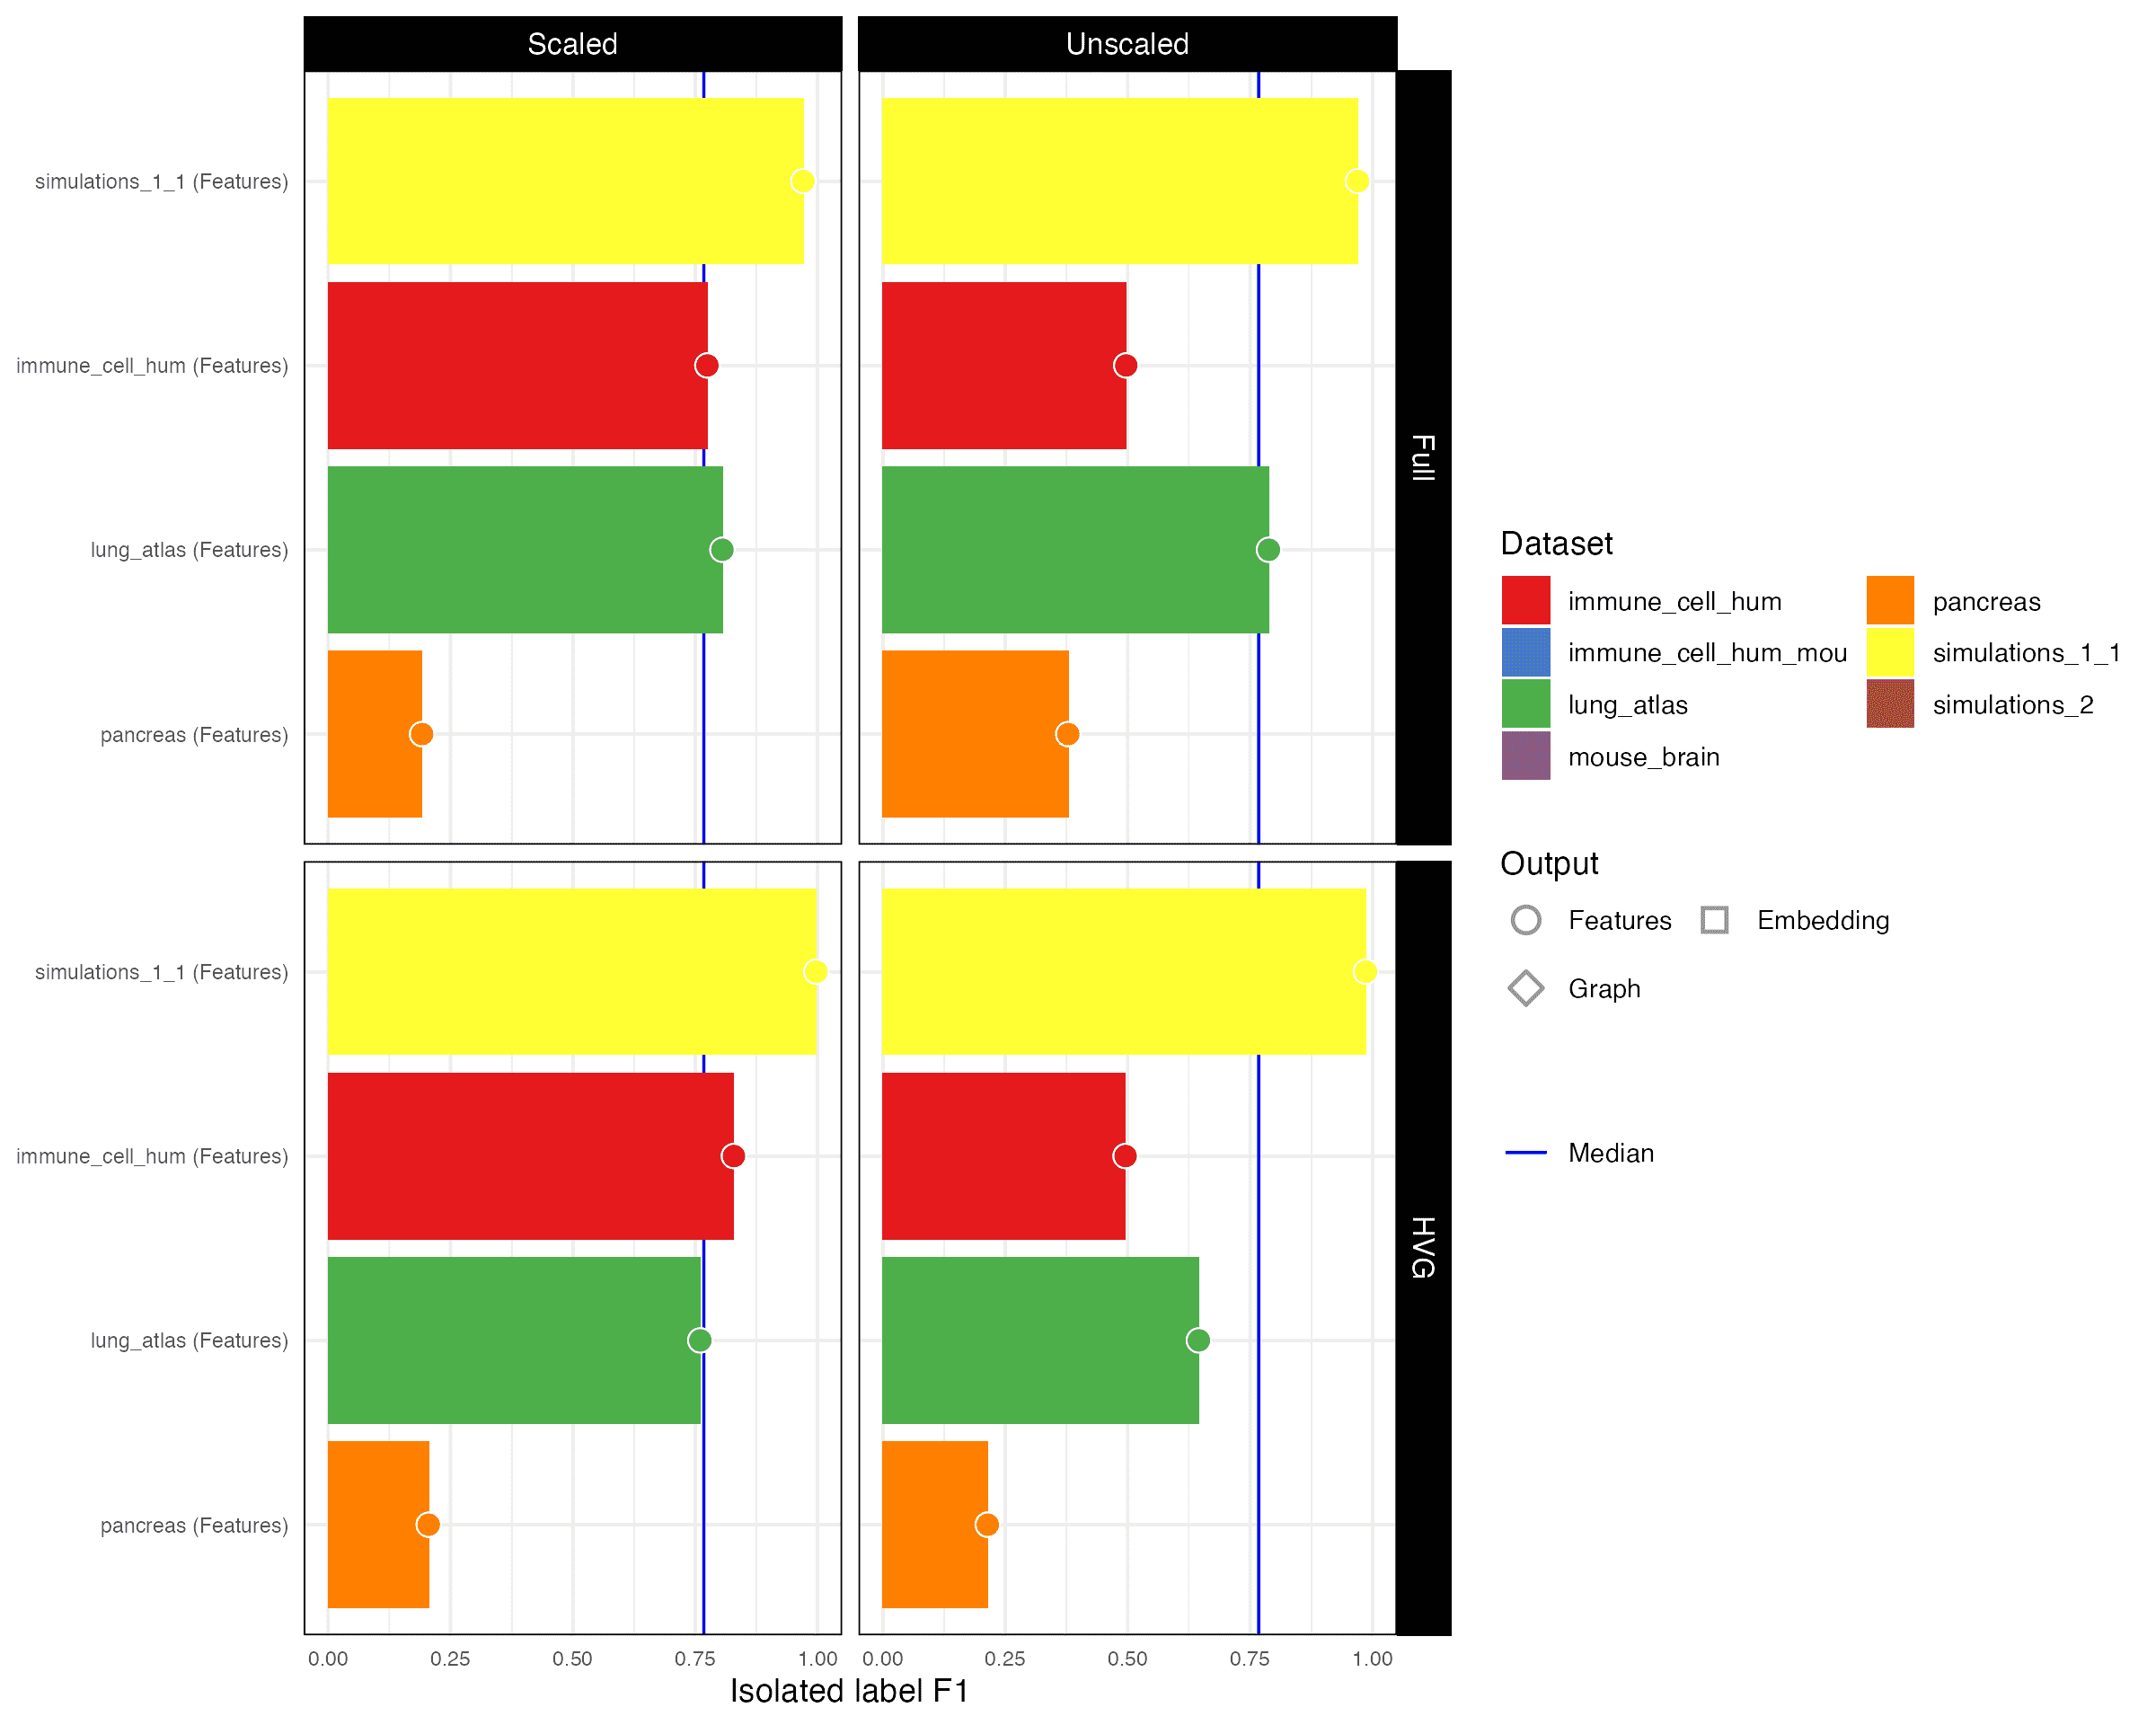 Scaled
Unscaled
simulations_1_1 (Features)
immune_cell_hum (Features)
lung_atlas (Features)
pancreas (Features)
Full
simulations_1_1 (Features)
immune_cell_hum (Features)
lung_atlas (Features)
pancreas (Features)
HVG
0.00 0.25 0.50 0.75 1.00 0.00 0.25 0.50 0.75 1.00
Isolated label F1
Dataset
immune_cell_hum pancreas
immune_cell_hum_mou simulations_1_1
lung_atlas simulations_2
mouse_brain
Output
Features Embedding
Graph
Median